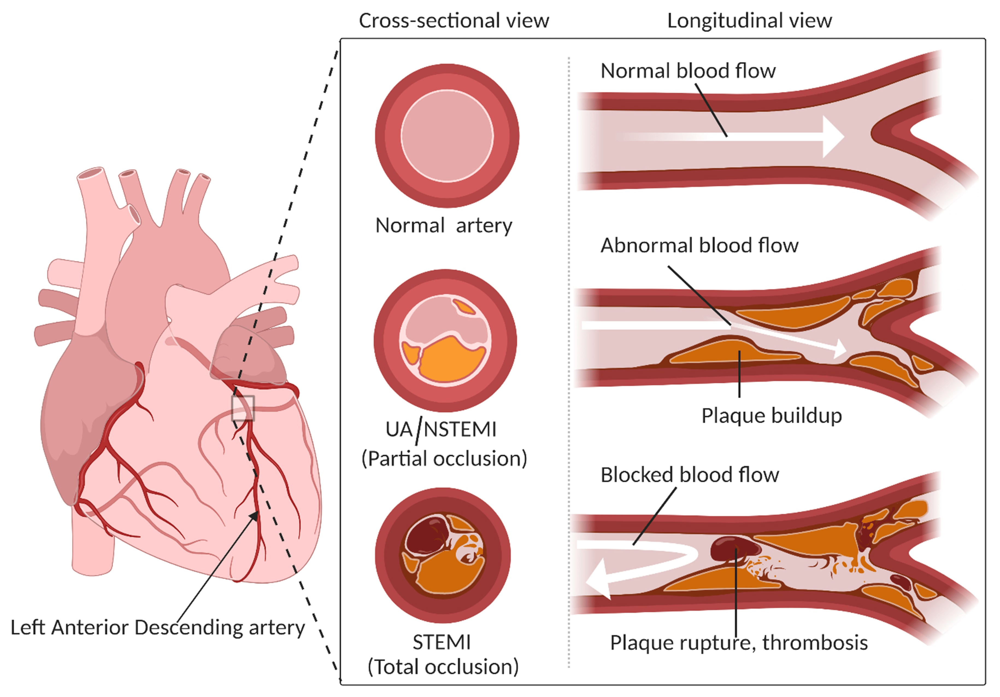 Cross-sectional view
Longitudinal view
Normal blood flow
Normal artery
Abnormal blood flow
Plaque buildup
UA/NSTEMI
(Partial occlusion)
Blocked blood flow
Left Anterior Descending artery
Plaque rupture, thrombosis
STEMI
(Total occlusion)